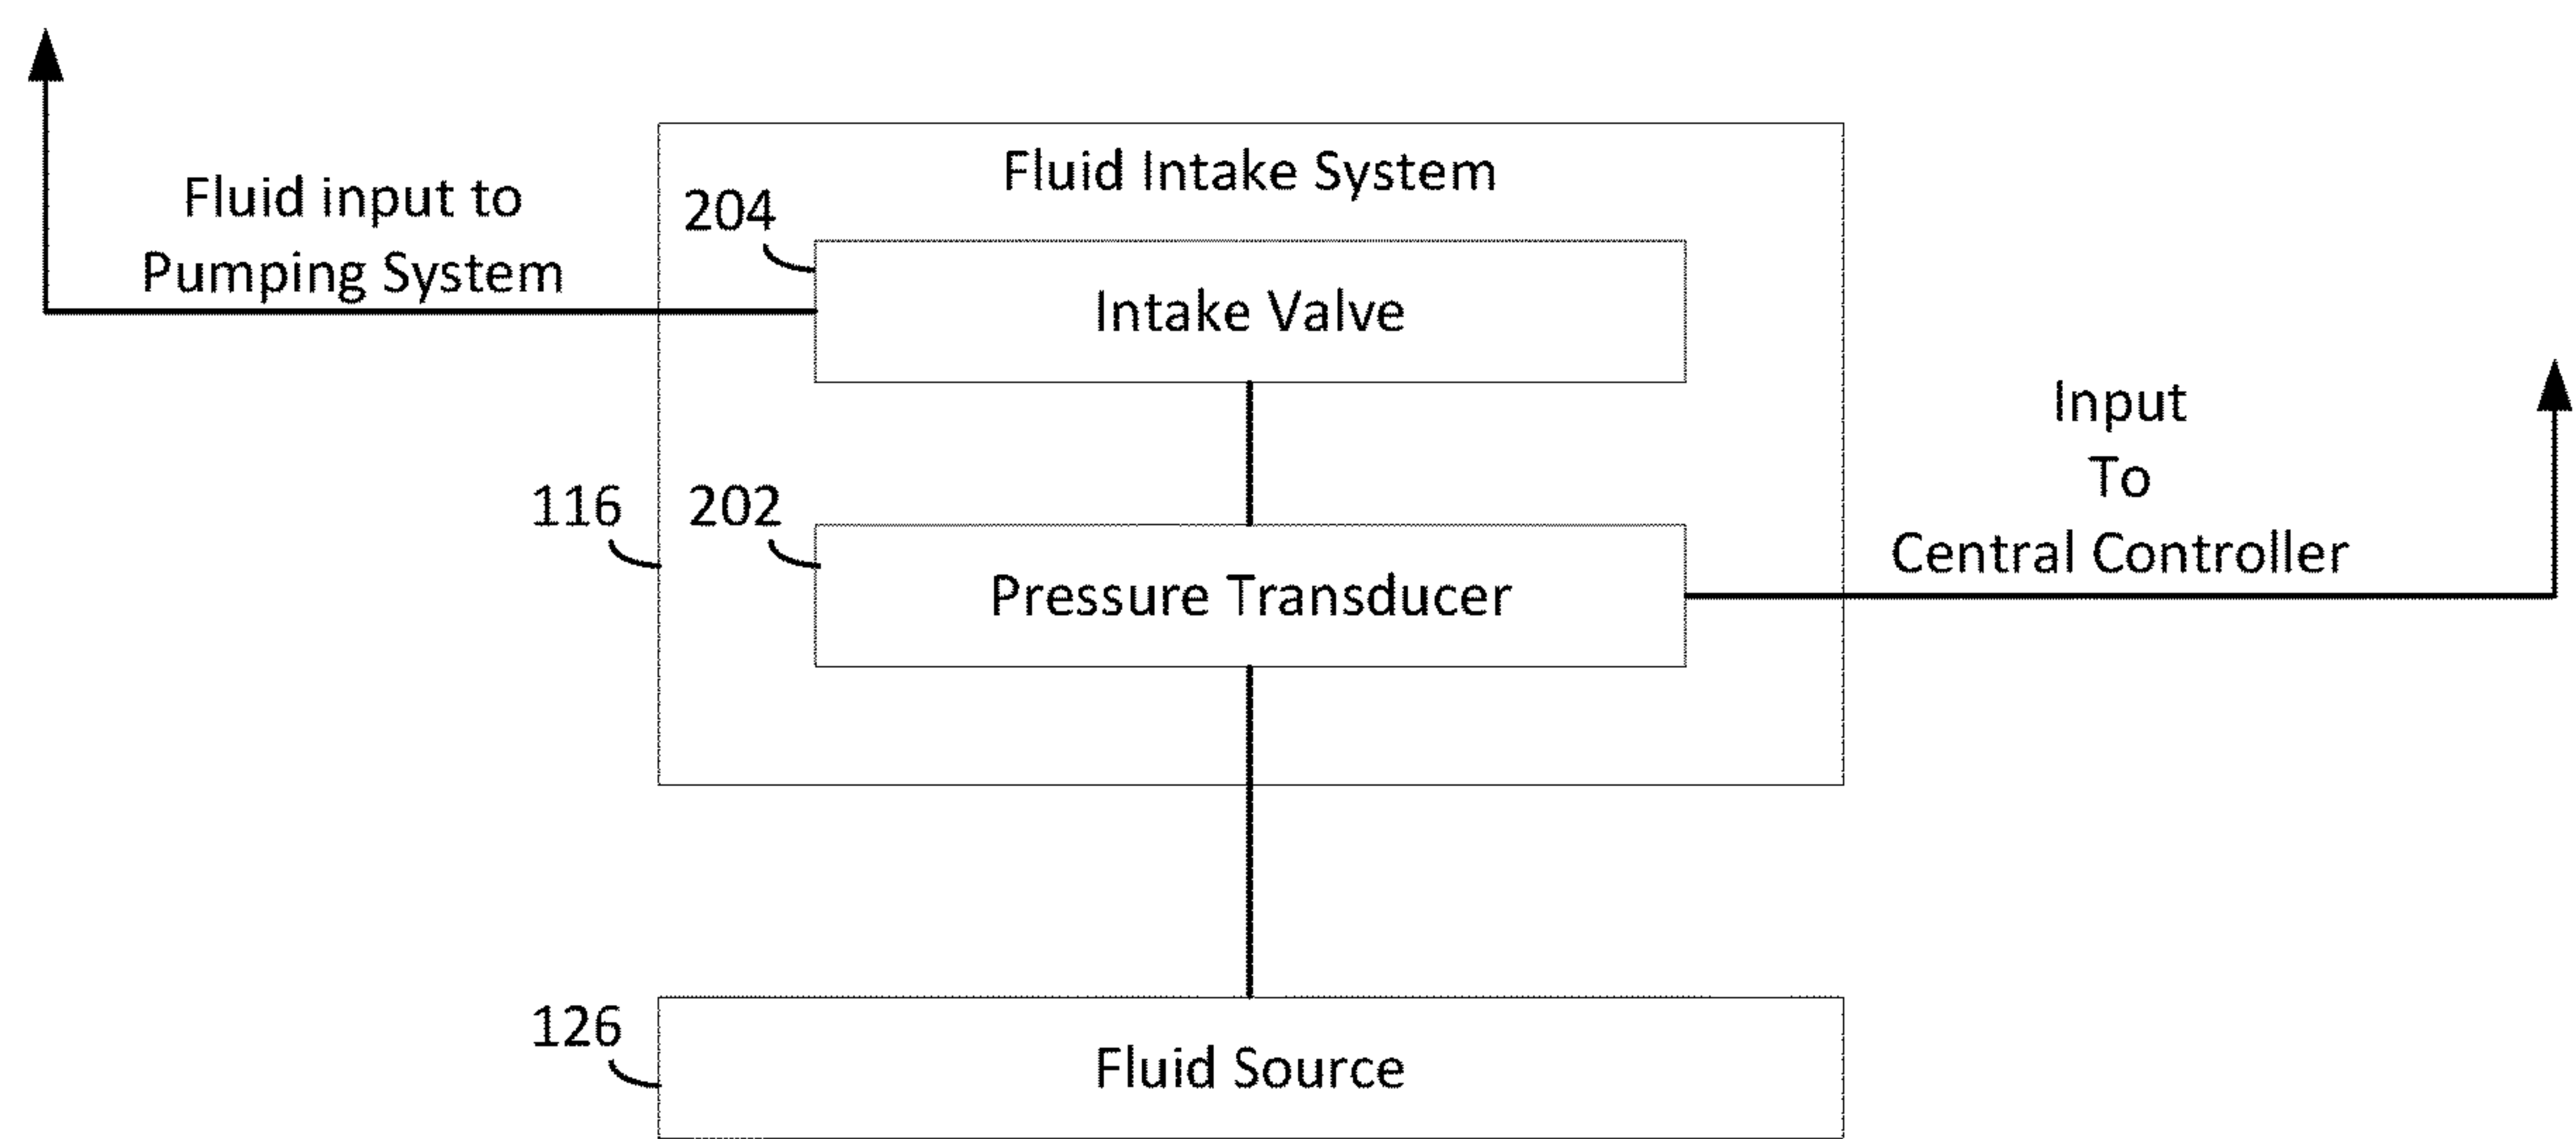 Fluid Intake System
Fluid input to
Pumping System
204
Intake Valve
Input
To
Central Controller
116
202
Pressure Transducer
126
Fluid Source